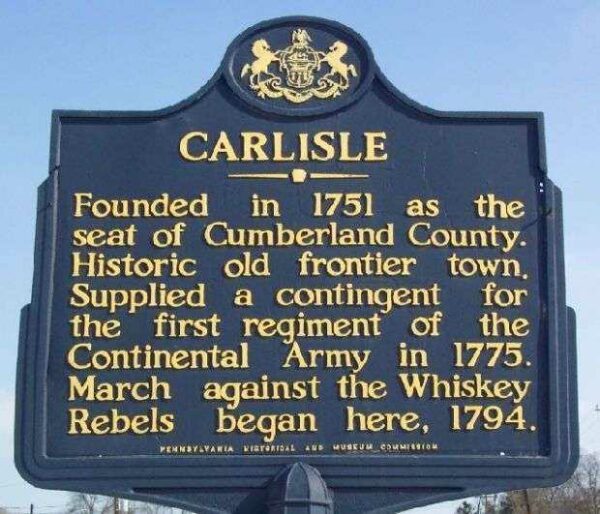 CARLISLE
Founded in 1751 as the
seat of Cumberland County.
Historic old frontier town.
Supplied a contingent for
the first regiment of the
Continental Army in 1775.
March against the Whiskey
Rebels began here, 1794.
PENNSYLVANIA HISTORICAL AND MUSEUM COMMISSION